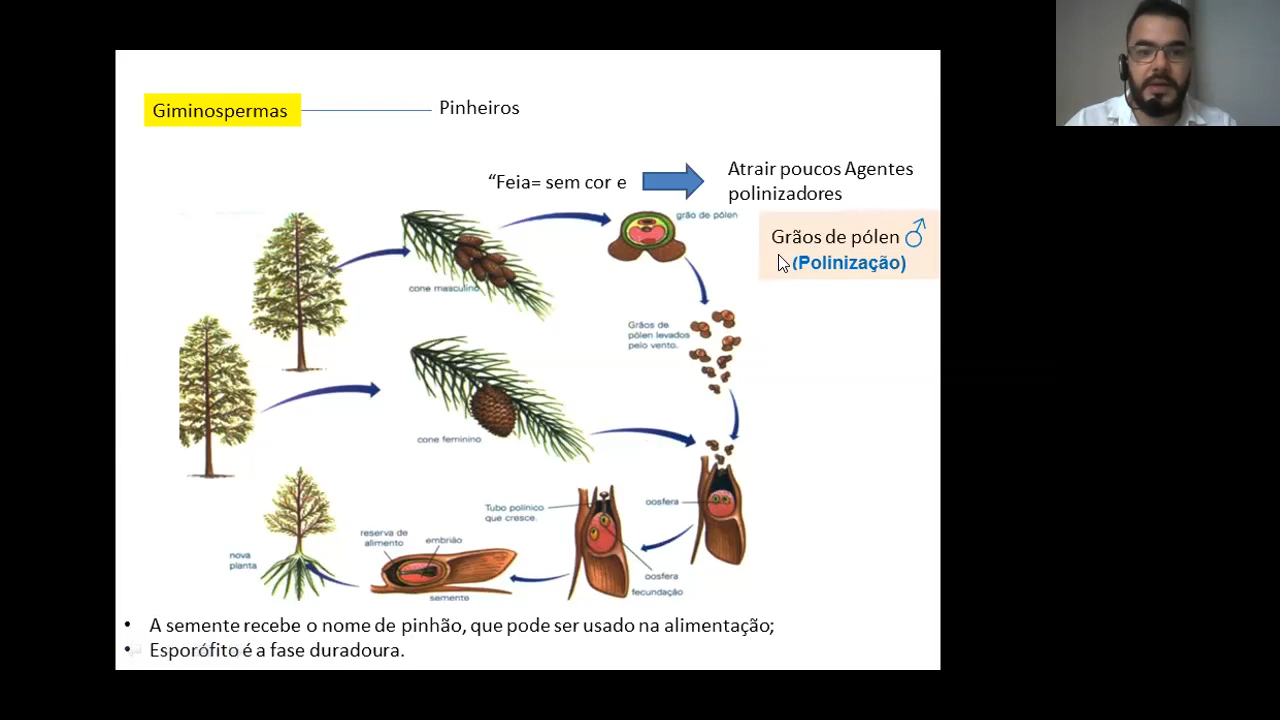 Giminospermas
Pinheiros
“Feia= sem cor e
Atrair poucos Agentes
polinizadores
grão de pólen
Grãos de pólen ♂
(Polinização)
cone masculino
Grãos de
pólen levados
pelo vento.
cone feminino
Tubo polínico
que cresce.
oosfera
reserva de
alimento
embrião
nova
planta
oosfera
fecundação
semente
• A semente recebe o nome de pinhão, que pode ser usado na alimentação;
• Esporófito é a fase duradoura.